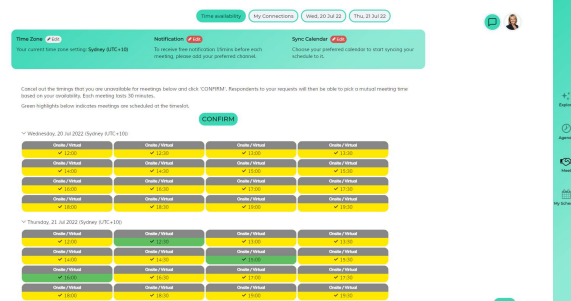 Time availability My Connections Wed, 20 Jul 22 Thu, 21 Jul 22
Time Zone Edit Notification Edit Sync Calendar Edit
Your current time zone setting: Sydney (UTC+10) To receive free notification 15mins before each Choose your preferred calendar to start syncing your
meeting, please add your preferred channel. schedule to it.
Cancel out the timings that you are unavailable for meetings below and click 'CONFIRM'. Respondents to your requests will then be able to pick a mutual meeting time
based on your availability. Each meeting lasts 30 minutes.
Green highlights below indicates meetings are scheduled at the timeslot.
CONFIRM
Wednesday, 20 Jul 2022 (Sydney (UTC+10))
Onsite / Virtual Onsite / Virtual Onsite / Virtual Onsite / Virtual
✓ 12:00 ✓ 12:30 ✓ 13:00 ✓ 13:30
Onsite / Virtual Onsite / Virtual Onsite / Virtual Onsite / Virtual
✓ 14:00 ✓ 14:30 ✓ 15:00 ✓ 15:30
Onsite / Virtual Onsite / Virtual Onsite / Virtual Onsite / Virtual
✓ 16:00 ✓ 16:30 ✓ 17:00 ✓ 17:30
Onsite / Virtual Onsite / Virtual Onsite / Virtual Onsite / Virtual
✓ 18:00 ✓ 18:30 ✓ 19:00 ✓ 19:30
Thursday, 21 Jul 2022 (Sydney (UTC+10))
Onsite / Virtual Onsite / Virtual Onsite / Virtual Onsite / Virtual
✓ 12:00 ✓ 12:30 ✓ 13:00 ✓ 13:30
Onsite / Virtual Onsite / Virtual Onsite / Virtual Onsite / Virtual
✓ 14:00 ✓ 14:30 ✓ 15:00 ✓ 15:30
Onsite / Virtual Onsite / Virtual Onsite / Virtual Onsite / Virtual
✓ 16:00 ✓ 16:30 ✓ 17:00 ✓ 17:30
Onsite / Virtual Onsite / Virtual Onsite / Virtual Onsite / Virtual
✓ 18:00 ✓ 18:30 ✓ 19:00 ✓ 19:30